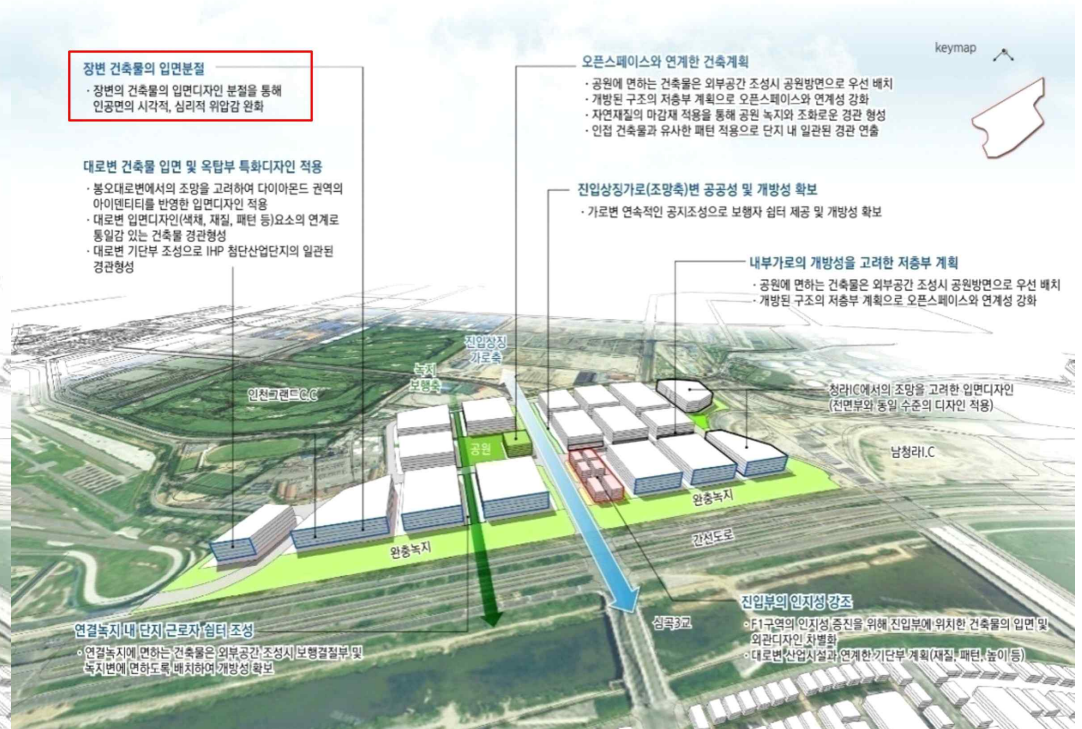 keymap
장변 건축물의 입면분절
· 장변의 건축물의 입면디자인 분절을 통해
인공면의 시각적, 심리적 위압감 완화
오픈스페이스와 연계한 건축계획
· 공원에 면하는 건축물은 외부공간 조성시 공원방면으로 우선 배치
· 개방된 구조의 저층부 계획으로 오픈스페이스와 연계성 강화
· 자연재질의 마감재 적용을 통해 공원 녹지와 조화로운 경관 형성
· 인접 건축물과 유사한 패턴 적용으로 단지 내 일관된 경관 연출
대로변 건축물 입면 및 옥탑부 특화디자인 적용
· 봉오대로변에서의 조망을 고려하여 다이아몬드 권역의
아이덴티티를 반영한 입면디자인 적용
· 대로변 입면디자인(색채, 재질, 패턴 등)요소의 연계로
통일감 있는 건축물 경관형성
· 대로변 기단부 조성으로 IHP 첨단산업단지의 일관된
경관형성
진입상징가로(조망축)변 공공성 및 개방성 확보
· 가로변 연속적인 공지조성으로 보행자 쉼터 제공 및 개방성 확보
내부가로의 개방성을 고려한 저층부 계획
· 공원에 면하는 건축물은 외부공간 조성시 공원방면으로 우선 배치
· 개방된 구조의 저층부 계획으로 오픈스페이스와 연계성 강화
진입상징
가로축
녹지
보행축
인천그랜드C.C
청라IC에서의 조망을 고려한 입면디자인
(전면부와 동일 수준의 디자인 적용)
공원
남청라I.C
완충녹지
간선도로
완충녹지
심곡3교
연결녹지 내 단지 근로자 쉼터 조성
· 연결녹지에 면하는 건축물은 외부공간 조성시 보행결절부 및
녹지변에 면하도록 배치하여 개방성 확보
진입부의 인지성 강조
· F1구역의 인지성 증진을 위해 진입부에 위치한 건축물의 입면 및
외관디자인 차별화
· 대로변 산업시설과 연계한 기단부 계획(재질, 패턴, 높이 등)